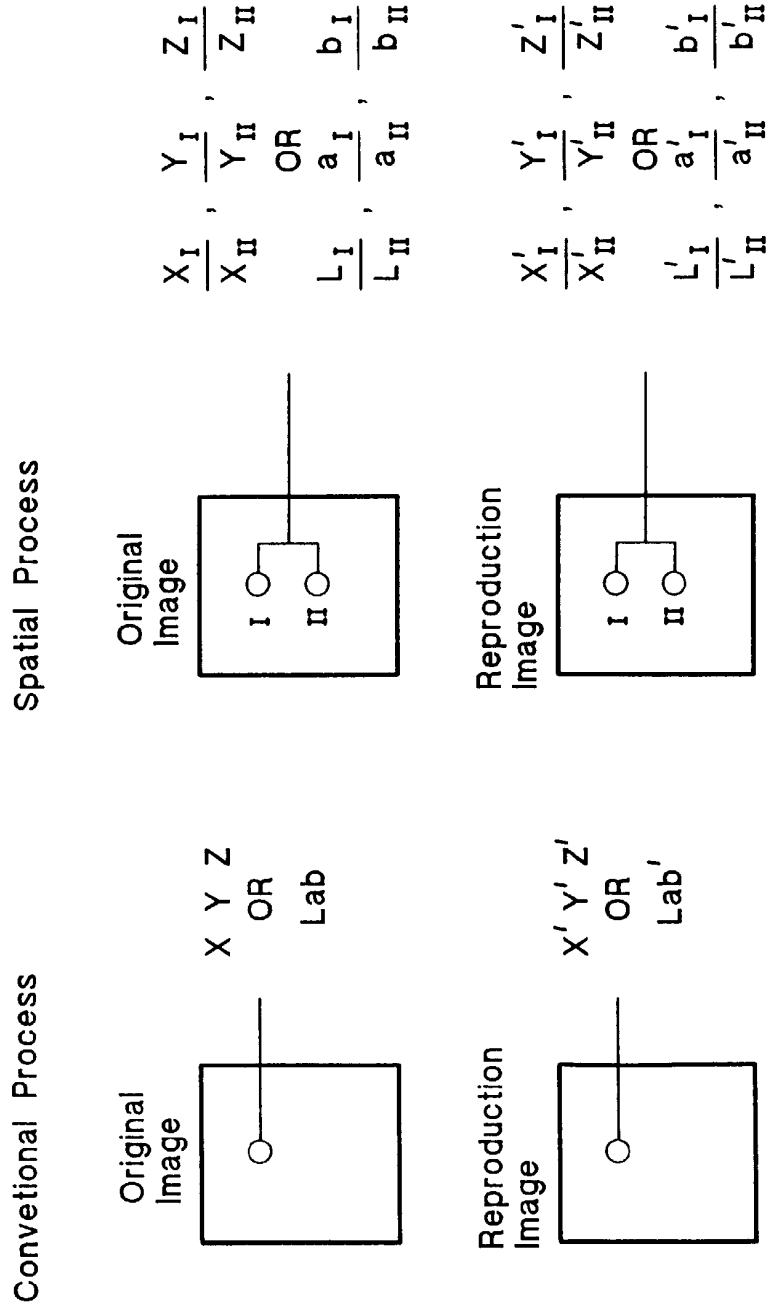 Convetional Process
Original
Image
X Y Z
OR
Lab
Reproduction
Image
X' Y' Z'
OR
Lab'
Spatial Process
Original
Image
I
II
X_I / X_II , Y_I / Y_II , Z_I / Z_II
OR
L_I / L_II , a_I / a_II , b_I / b_II
Reproduction
Image
I
II
X'_I / X'_II , Y'_I / Y'_II , Z'_I / Z'_II
OR
L'_I / L'_II , a'_I / a'_II , b'_I / b'_II